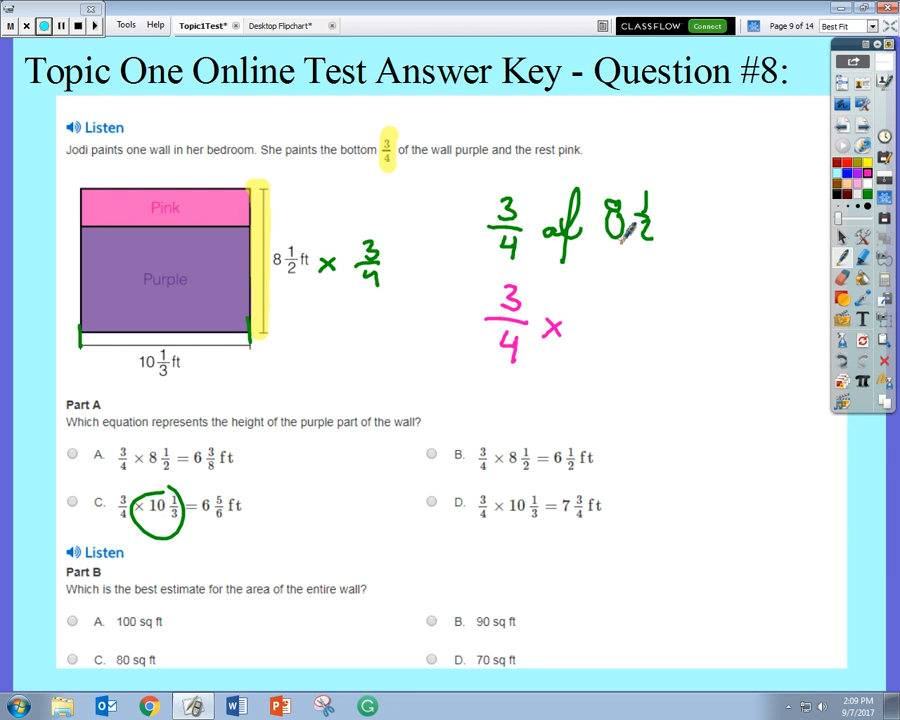 M
Tools Help Topic1Test* Desktop Flipchart* CLASSFLOW Connect Page 9 of 14 Best Fit
Topic One Online Test Answer Key - Question #8:
Listen
Jodi paints one wall in her bedroom. She paints the bottom 3/4 of the wall purple and the rest pink.
Pink
Purple
8 1/2 ft × 3/4
10 1/3 ft
3/4 of 8 1/2
3/4 ×
Part A
Which equation represents the height of the purple part of the wall?
A. 3/4 × 8 1/2 = 6 3/8 ft
B. 3/4 × 8 1/2 = 6 1/2 ft
C. 3/4 × 10 1/3 = 6 5/6 ft
D. 3/4 × 10 1/3 = 7 3/4 ft
Listen
Part B
Which is the best estimate for the area of the entire wall?
A. 100 sq ft
B. 90 sq ft
C. 80 sq ft
D. 70 sq ft
2:09 PM
9/7/2017